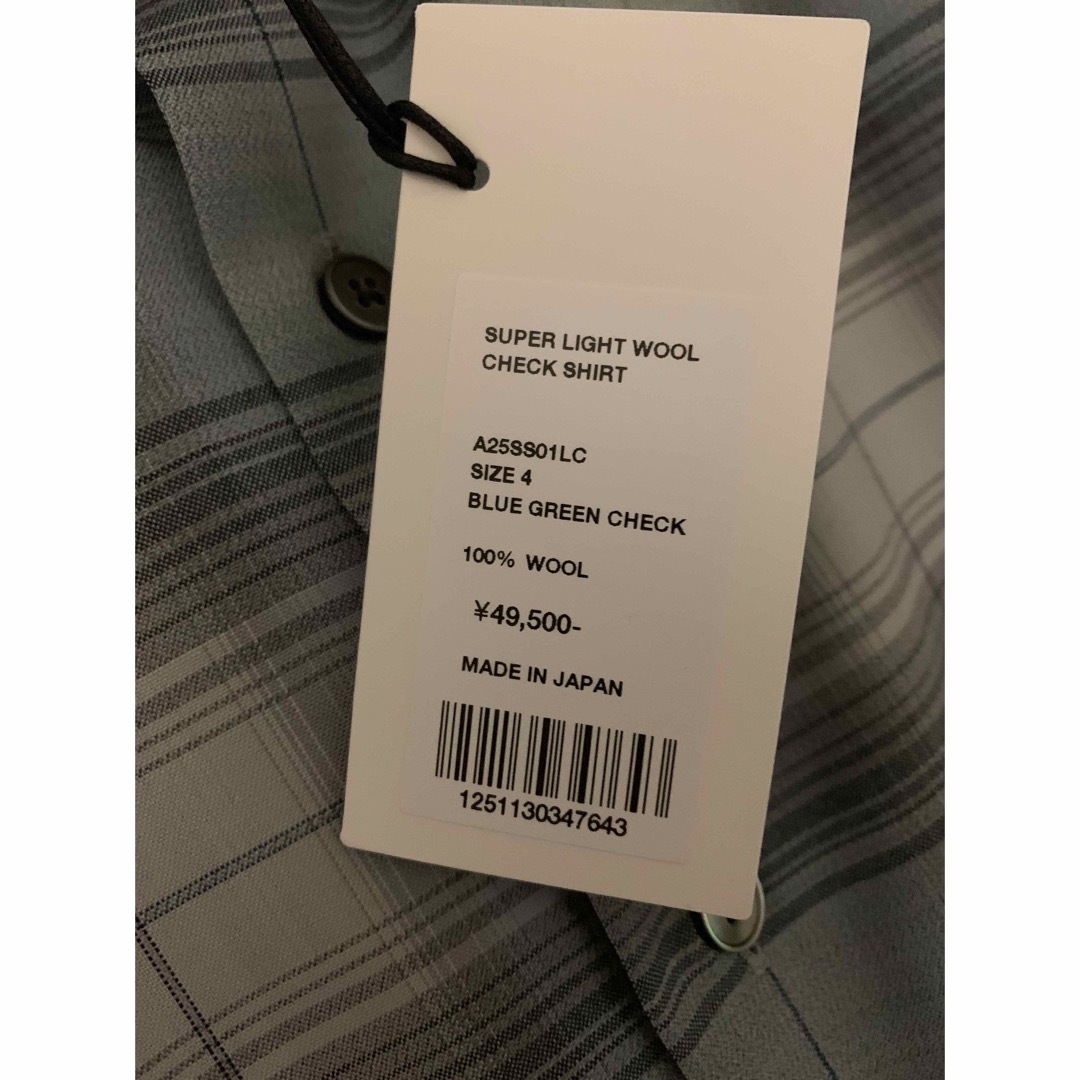 SUPER LIGHT WOOL
CHECK SHIRT
A25SS01LC
SIZE 4
BLUE GREEN CHECK
100% WOOL
¥49,500-
MADE IN JAPAN
1251130347643